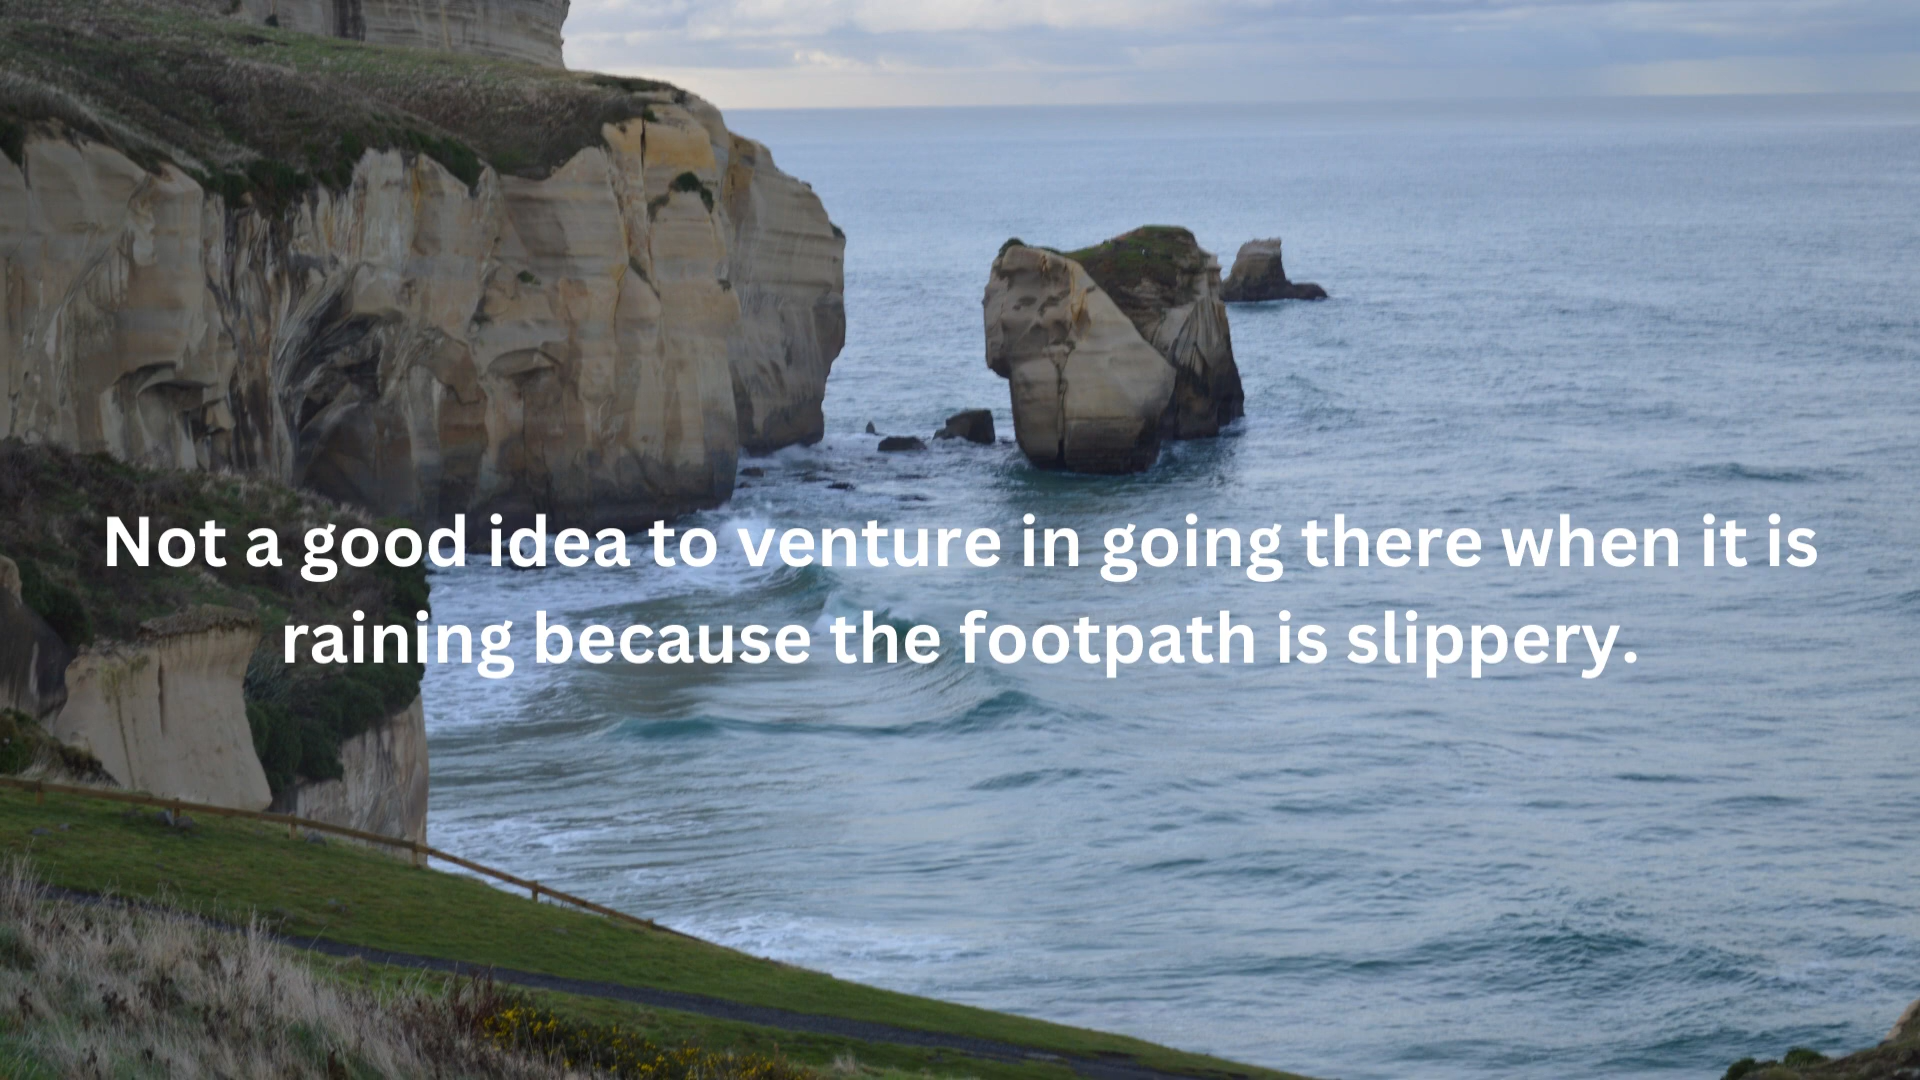 Not a good idea to venture in going there when it is
raining because the footpath is slippery.